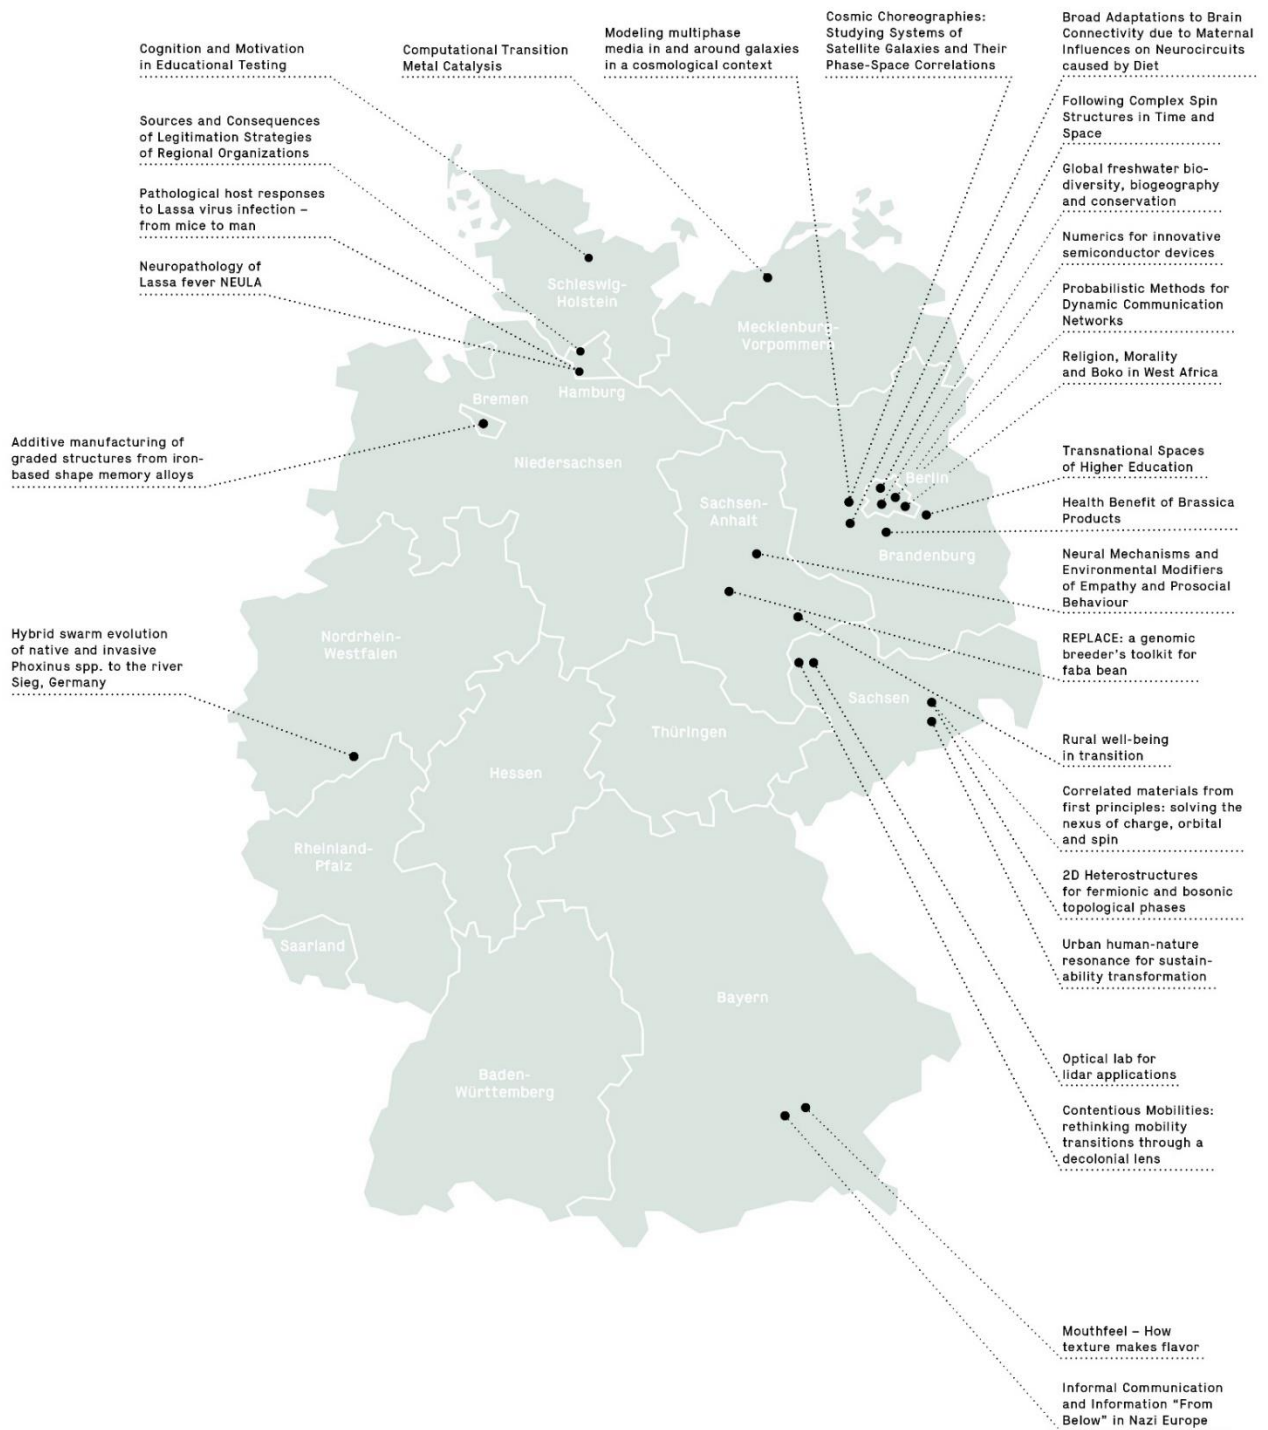 Cognition and Motivation
in Educational Testing
Computational Transition
Metal Catalysis
Modeling multiphase
media in and around galaxies
in a cosmological context
Cosmic Choreographies:
Studying Systems of
Satellite Galaxies and Their
Phase-Space Correlations
Broad Adaptations to Brain
Connectivity due to Maternal
Influences on Neurocircuits
caused by Diet
Sources and Consequences
of Legitimation Strategies
of Regional Organizations
Following Complex Spin
Structures in Time and
Space
Pathological host responses
to Lassa virus infection –
from mice to man
Global freshwater bio-
diversity, biogeography
and conservation
Neuropathology of
Lassa fever NEULA
Numerics for innovative
semiconductor devices
Probabilistic Methods for
Dynamic Communication
Networks
Religion, Morality
and Boko in West Africa
Schleswig-
Holstein
Mecklenburg-
Vorpommern
Hamburg
Bremen
Niedersachsen
Additive manufacturing of
graded structures from iron-
based shape memory alloys
Transnational Spaces
of Higher Education
Berlin
Sachsen-
Anhalt
Health Benefit of Brassica
Products
Brandenburg
Neural Mechanisms and
Environmental Modifiers
of Empathy and Prosocial
Behaviour
Hybrid swarm evolution
of native and invasive
Phoxinus spp. to the river
Sieg, Germany
Nordrhein-
Westfalen
REPLACE: a genomic
breeder's toolkit for
faba bean
Sachsen
Thüringen
Hessen
Rural well-being
in transition
Correlated materials from
first principles: solving the
nexus of charge, orbital
and spin
Rheinland-
Pfalz
2D Heterostructures
for fermionic and bosonic
topological phases
Saarland
Urban human-nature
resonance for sustain-
ability transformation
Bayern
Baden-
Württemberg
Optical lab for
lidar applications
Contentious Mobilities:
rethinking mobility
transitions through a
decolonial lens
Mouthfeel – How
texture makes flavor
Informal Communication
and Information "From
Below" in Nazi Europe